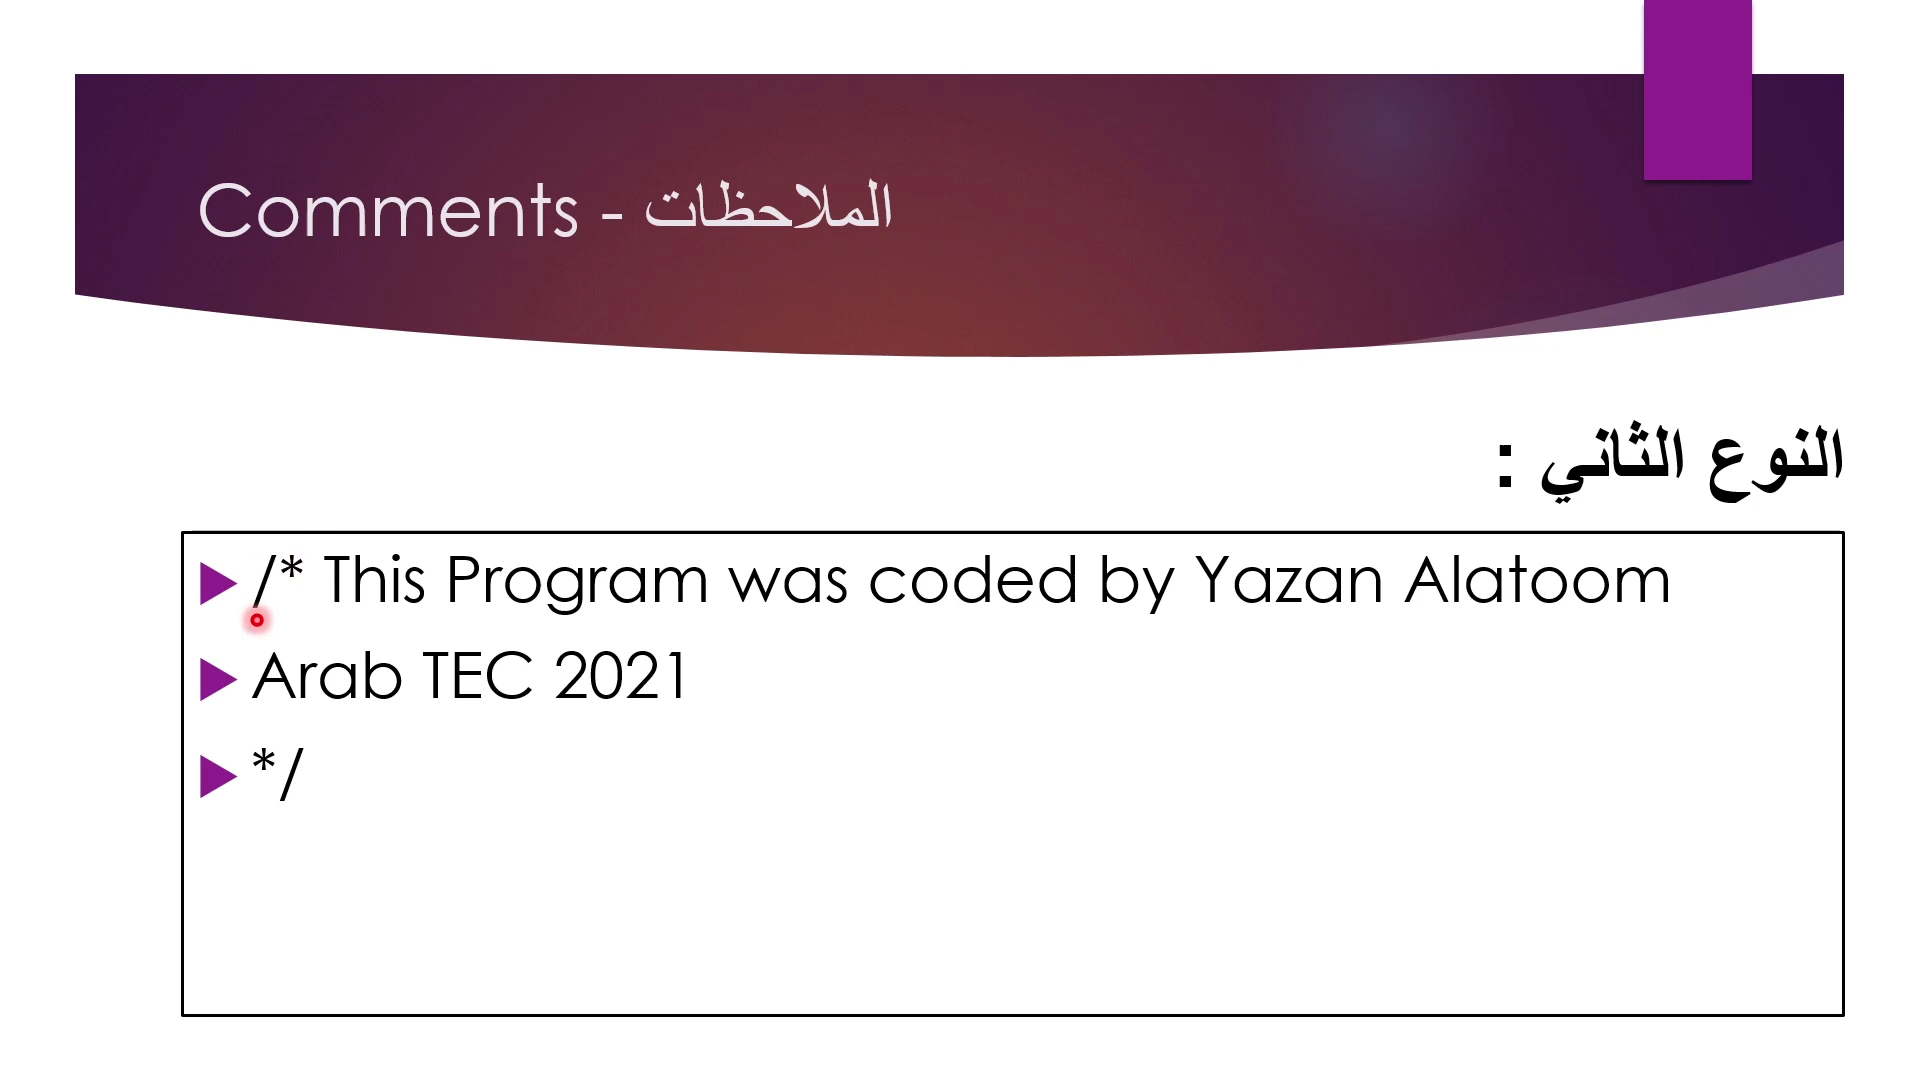 Comments - الملاحظات
النوع الثاني :
/* This Program was coded by Yazan Alatoom
Arab TEC 2021
*/